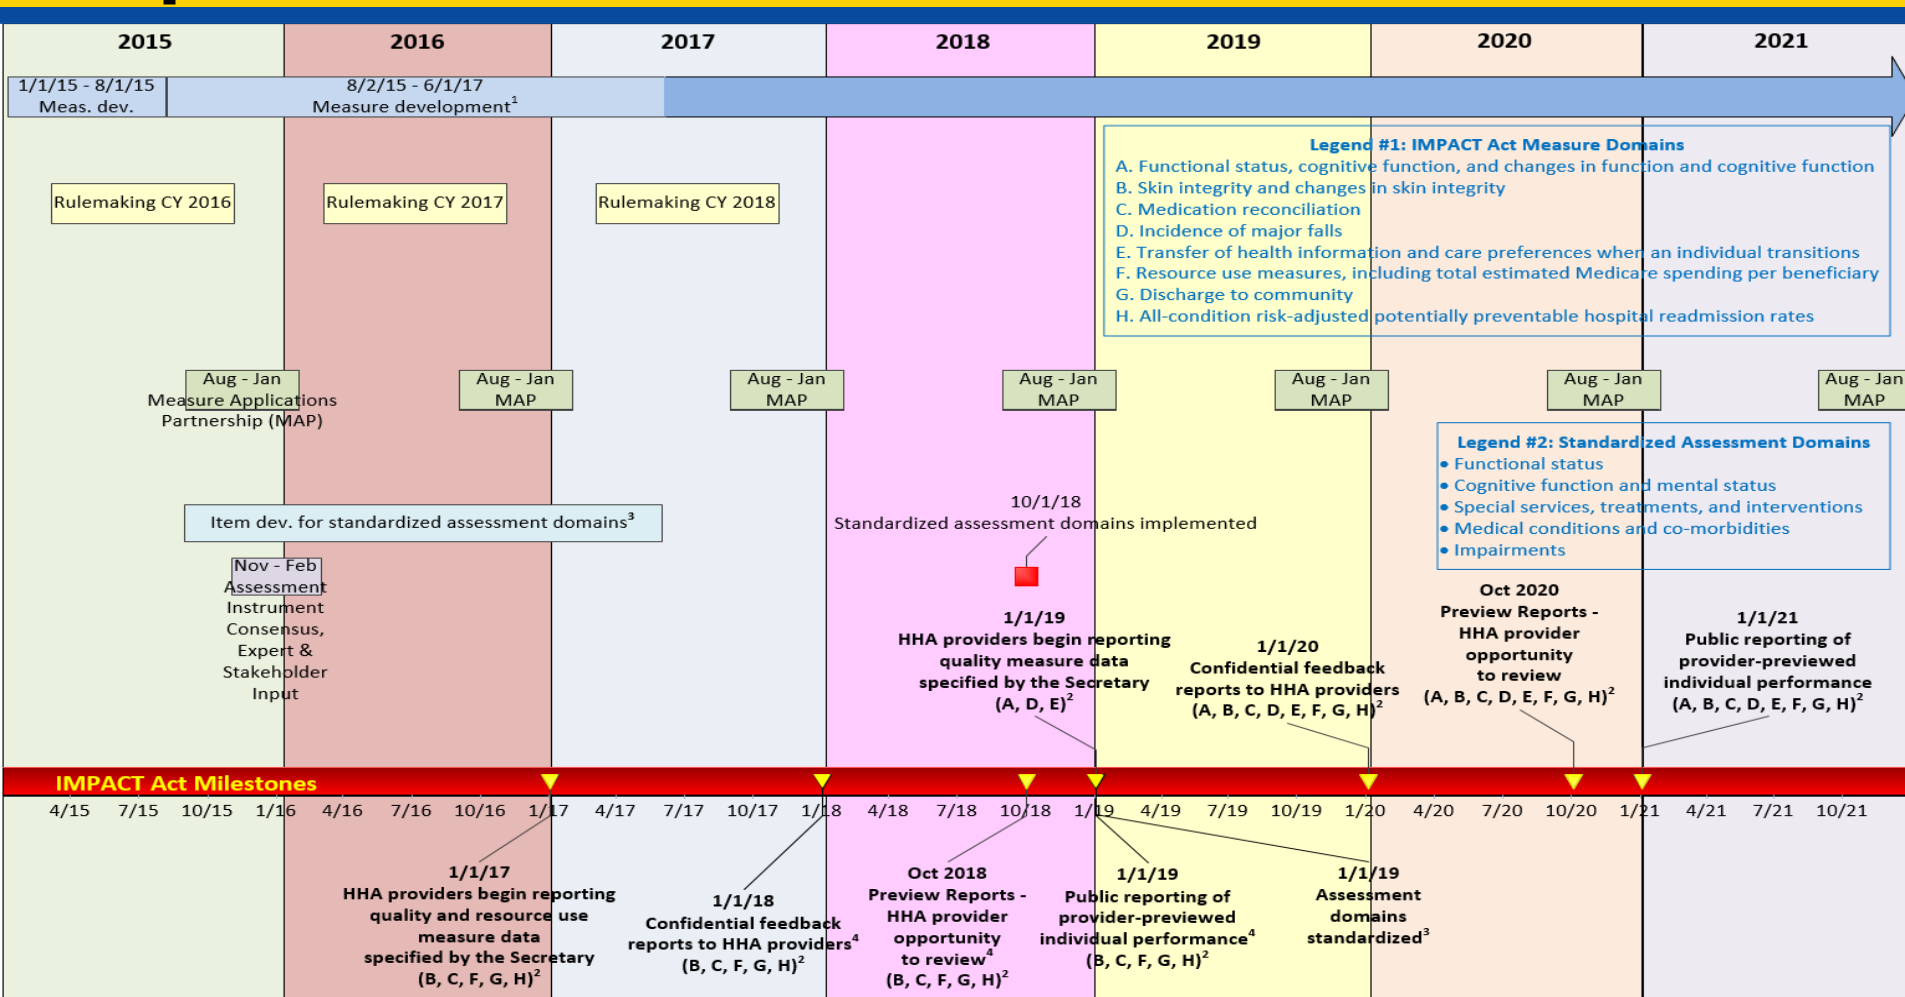 2015
2016
2017
2018
2019
2020
2021
1/1/15 - 8/1/15
Meas. dev.
8/2/15 - 6/1/17
Measure development1
Legend #1: IMPACT Act Measure Domains
A. Functional status, cognitive function, and changes in function and cognitive function
B. Skin integrity and changes in skin integrity
C. Medication reconciliation
D. Incidence of major falls
E. Transfer of health information and care preferences when an individual transitions
F. Resource use measures, including total estimated Medicare spending per beneficiary
G. Discharge to community
H. All-condition risk-adjusted potentially preventable hospital readmission rates
Rulemaking CY 2016
Rulemaking CY 2017
Rulemaking CY 2018
Aug - Jan
Measure Applications
Partnership (MAP)
Aug - Jan
MAP
Aug - Jan
MAP
Aug - Jan
MAP
Aug - Jan
MAP
Aug - Jan
MAP
Aug - Jan
MAP
Legend #2: Standardized Assessment Domains
• Functional status
• Cognitive function and mental status
• Special services, treatments, and interventions
• Medical conditions and co-morbidities
• Impairments
Item dev. for standardized assessment domains3
10/1/18
Standardized assessment domains implemented
Nov - Feb
Assessment
Instrument
Consensus,
Expert &
Stakeholder
Input
1/1/19
HHA providers begin reporting
quality measure data
specified by the Secretary
(A, D, E)2
1/1/20
Confidential feedback
reports to HHA providers
(A, B, C, D, E, F, G, H)2
Oct 2020
Preview Reports -
HHA provider
opportunity
to review
(A, B, C, D, E, F, G, H)2
1/1/21
Public reporting of
provider-previewed
individual performance
(A, B, C, D, E, F, G, H)2
IMPACT Act Milestones
4/15 7/15 10/15 1/16 4/16 7/16 10/16 1/17 4/17 7/17 10/17 1/18 4/18 7/18 10/18 1/19 4/19 7/19 10/19 1/20 4/20 7/20 10/20 1/21 4/21 7/21 10/21
1/1/17
HHA providers begin reporting
quality and resource use
measure data
specified by the Secretary
(B, C, F, G, H)2
1/1/18
Confidential feedback
reports to HHA providers4
(B, C, F, G, H)2
Oct 2018
Preview Reports -
HHA provider
opportunity
to review4
(B, C, F, G, H)2
1/1/19
Public reporting of
provider-previewed
individual performance4
(B, C, F, G, H)2
1/1/19
Assessment
domains
standardized3